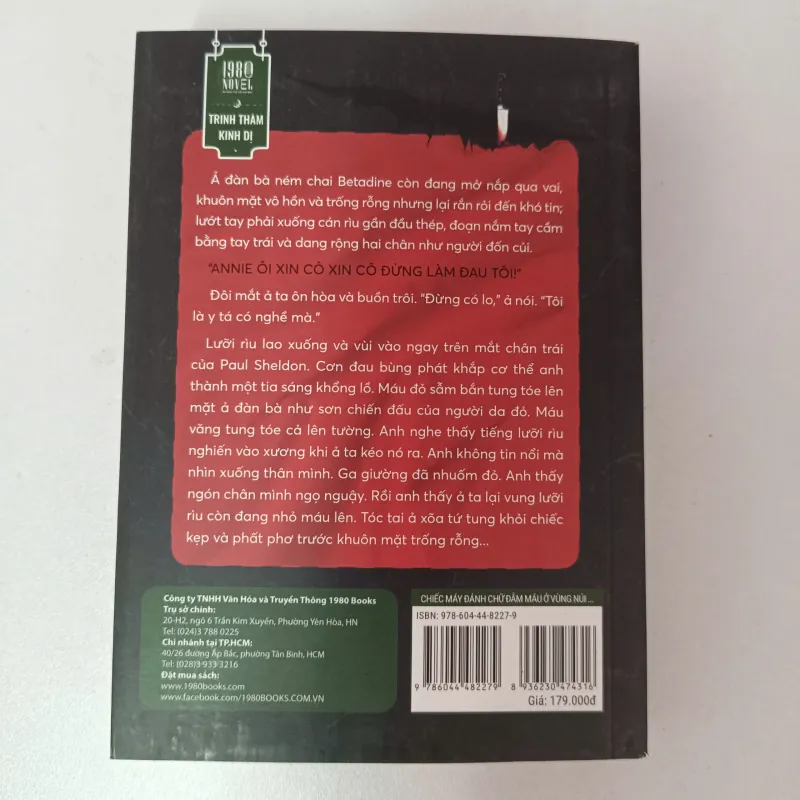 1980
NOVEL
TRINH THÁM
KINH DỊ
Ả đàn bà ném chai Betadine còn đang mở nắp qua vai,
khuôn mặt vô hồn và trống rỗng nhưng lại rắn rỏi đến khó tin;
lướt tay phải xuống cán rìu gần đầu thép, đoạn nắm tay cầm
bằng tay trái và dang rộng hai chân như người đốn củi.
“ANNIE ÔI XIN CÔ XIN CÔ ĐỪNG LÀM ĐAU TÔI!”
Đôi mắt ả ta ôn hòa và buồn trôi. “Đừng có lo,” ả nói. “Tôi
là y tá có nghề mà.”
Lưỡi rìu lao xuống và vùi vào ngay trên mắt chân trái
của Paul Sheldon. Cơn đau bùng phát khắp cơ thể anh
thành một tia sáng khổng lồ. Máu đỏ sẫm bắn tung tóe lên
mặt ả đàn bà như sơn chiến đấu của người da đỏ. Máu
văng tung tóe cả lên tường. Anh nghe thấy tiếng lưỡi rìu
nghiến vào xương khi ả ta kéo nó ra. Anh không tin nổi mà
nhìn xuống thân mình. Ga giường đã nhuốm đỏ. Anh thấy
ngón chân mình ngọ nguậy. Rồi anh thấy ả ta lại vung lưỡi
rìu còn đang nhỏ máu lên. Tóc tai ả xõa tứ tung khỏi chiếc
kẹp và phất phơ trước khuôn mặt trống rỗng...
Công ty TNHH Văn Hóa và Truyền Thông 1980 Books
Trụ sở chính:
20-H2, ngõ 6 Trần Kim Xuyến, Phường Yên Hòa, HN
Tel: (024)3 788 0225
Chi nhánh tại TP.HCM:
40/26 đường Ấp Bắc, phường Tân Bình, HCM
Tel: (028)3 933 3216
Đặt mua sách:
www.1980books.com
www.facebook.com/1980BOOKS.COM.VN
CHIẾC MÁY ĐÁNH CHỮ ĐẪM MÁU Ở VÙNG NÚI ...
ISBN: 978-604-44-8227-9
9 786044 482279
8 936230 474316
Giá: 179.000đ